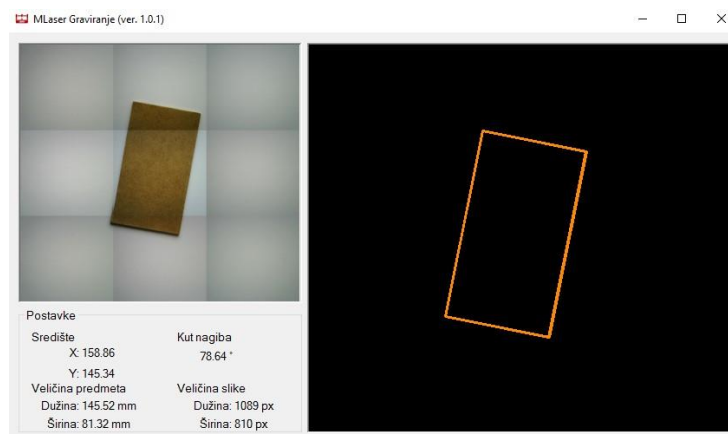 MLaser Graviranje (ver. 1.0.1)
Postavke
Središte
X: 158.86
Y: 145.34
Kut nagiba
78.64 °
Veličina predmeta
Dužina: 145.52 mm
Širina: 81.32 mm
Veličina slike
Dužina: 1089 px
Širina: 810 px